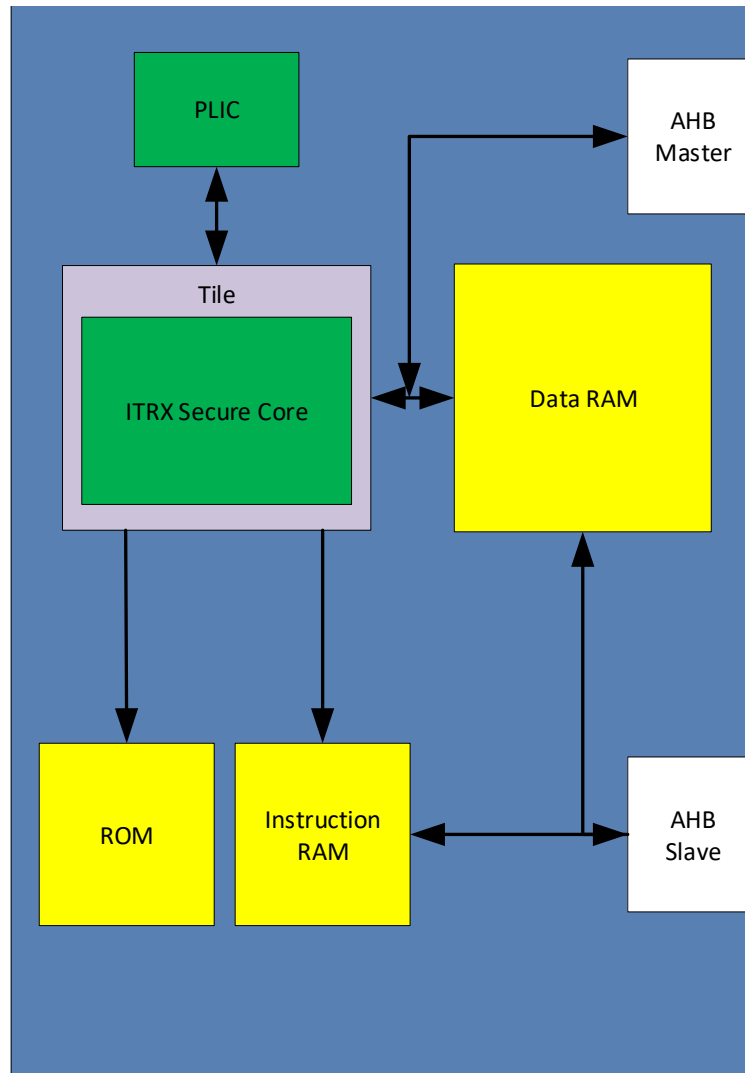 PLIC
AHB
Master
Tile
ITRX Secure Core
Data RAM
ROM
Instruction
RAM
AHB
Slave